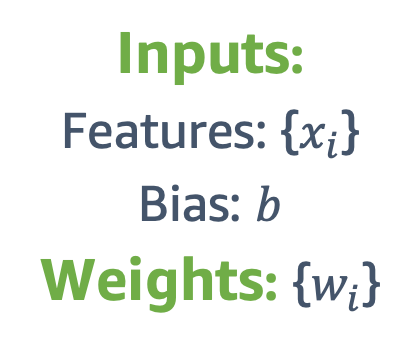 Inputs:
Features: {xᵢ}
Bias: b
Weights: {wᵢ}